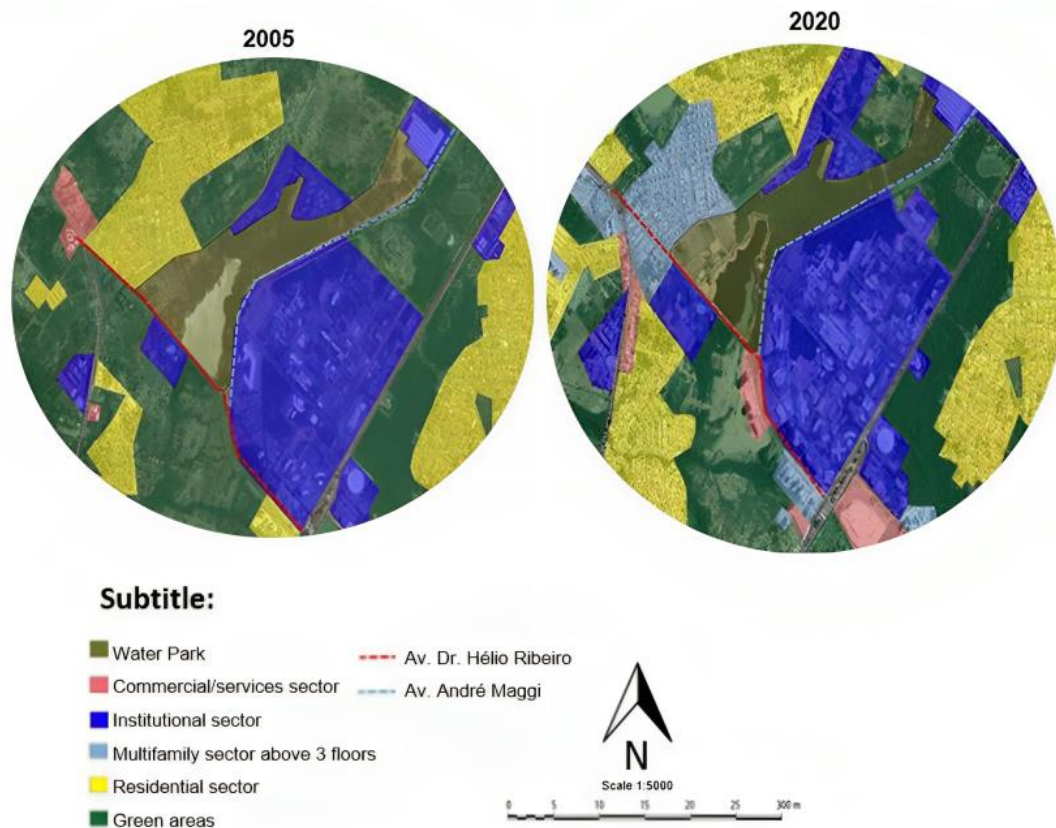 2005
2020
Subtitle:
Water Park
Commercial/services sector
Institutional sector
Multifamily sector above 3 floors
Residential sector
Green areas
Av. Dr. Hélio Ribeiro
Av. André Maggi
N
Scale 1:5000
0 5 10 15 20 25 300 m